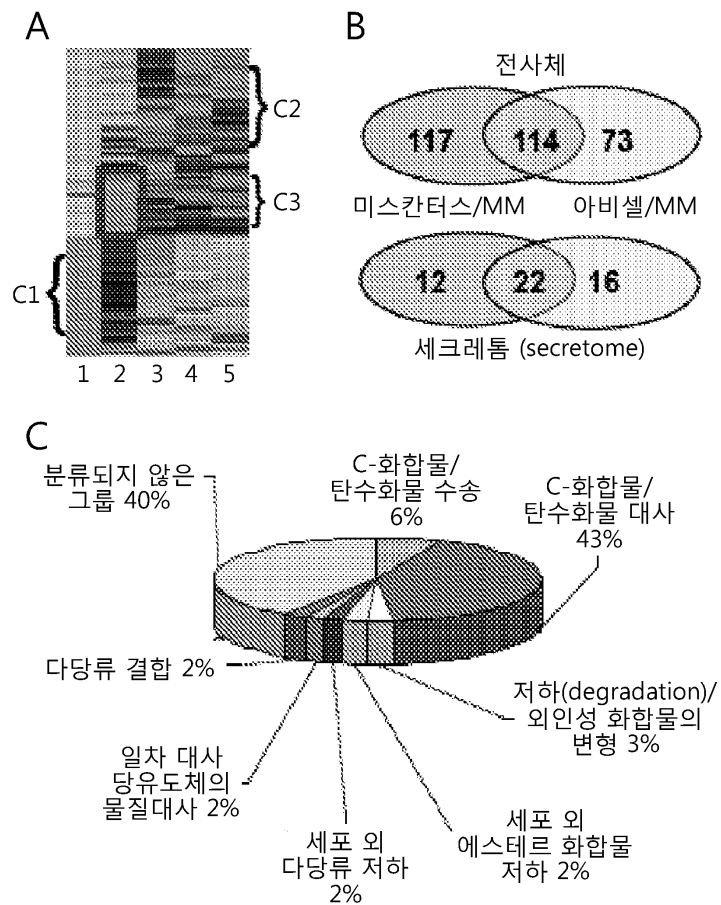 A
C2
C3
C1
1 2 3 4 5
B
전사체
117 114 73
미스칸터스/MM 아비셀/MM
12 22 16
세크레톰 (secretome)
C
분류되지 않은
그룹 40%
C-화합물/
탄수화물 수송
6%
C-화합물/
탄수화물 대사
43%
다당류 결합 2%
저하(degradation)/
외인성 화합물의
변형 3%
일차 대사
당유도체의
물질대사 2%
세포 외
다당류 저하
2%
세포 외
에스테르 화합물
저하 2%